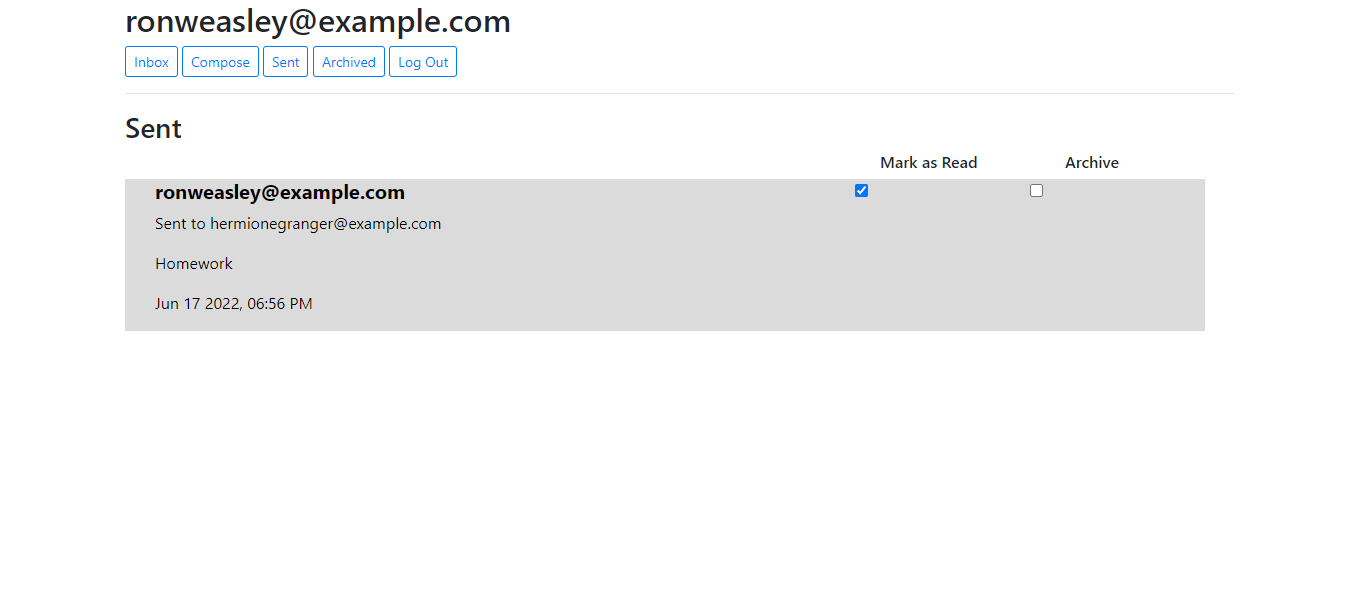 ronweasley@example.com
Inbox Compose Sent Archived Log Out
Sent
Mark as Read Archive
ronweasley@example.com
Sent to hermionegranger@example.com
Homework
Jun 17 2022, 06:56 PM